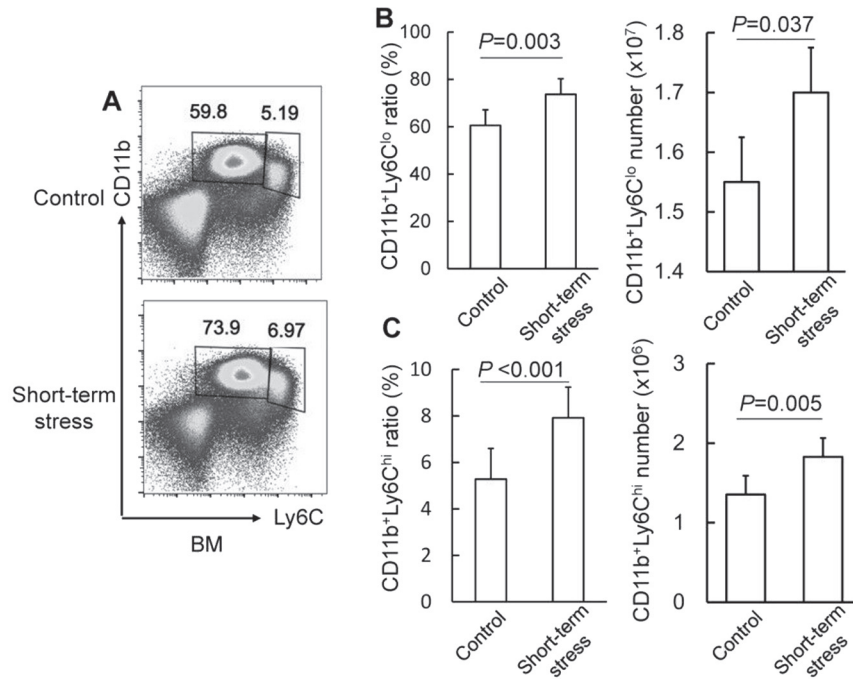 A
CD11b
59.8 5.19
Control
73.9 6.97
Short-term
stress
Ly6C
BM
B
CD11b⁺Ly6Cˡᵒ ratio (%)
100
80
60
40
20
0
P=0.003
Control
Short-term
stress
CD11b⁺Ly6Cˡᵒ number (x10⁷)
1.8
1.7
1.6
1.5
1.4
P=0.037
Control
Short-term
stress
C
CD11b⁺Ly6Cʰⁱ ratio (%)
10
8
6
4
2
0
P <0.001
Control
Short-term
stress
CD11b⁺Ly6Cʰⁱ number (x10⁶)
3
2
1
0
P=0.005
Control
Short-term
stress